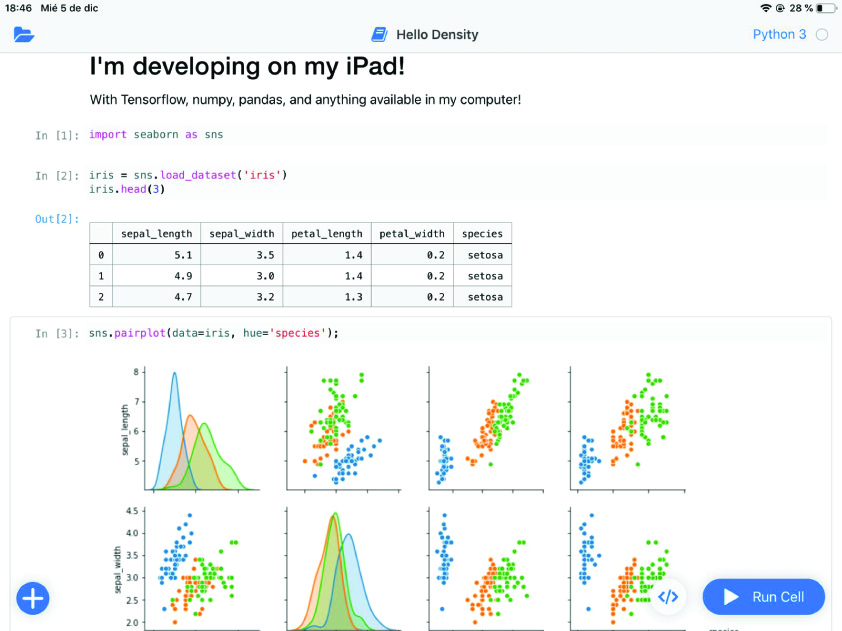 18:46 Mié 5 de dic
28 %
Hello Density
Python 3
I'm developing on my iPad!
With Tensorflow, numpy, pandas, and anything available in my computer!
In [1]: import seaborn as sns
In [2]: iris = sns.load_dataset('iris')
iris.head(3)
Out[2]:
sepal_length sepal_width petal_length petal_width species
0 5.1 3.5 1.4 0.2 setosa
1 4.9 3.0 1.4 0.2 setosa
2 4.7 3.2 1.3 0.2 setosa
In [3]: sns.pairplot(data=iris, hue='species');
8
7
6
5
sepal_length
4.5
4.0
3.5
3.0
2.5
2.0
sepal_width
</> Run Cell